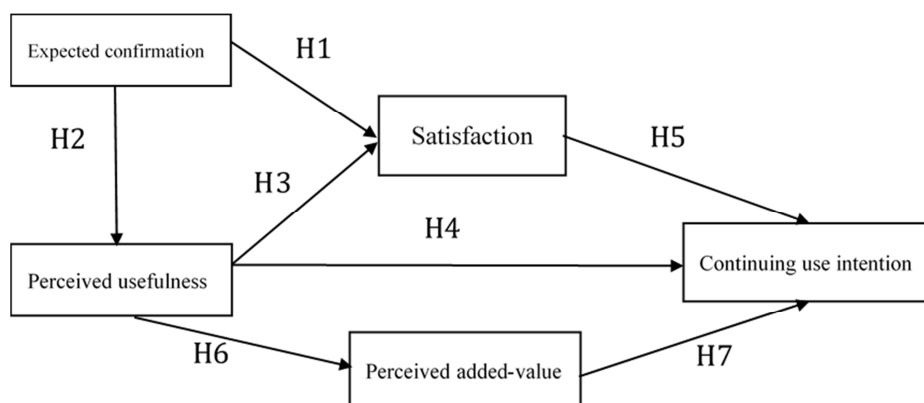 Expected confirmation
H1
H2
Satisfaction
H5
H3
H4
Perceived usefulness
Continuing use intention
H6
Perceived added-value
H7